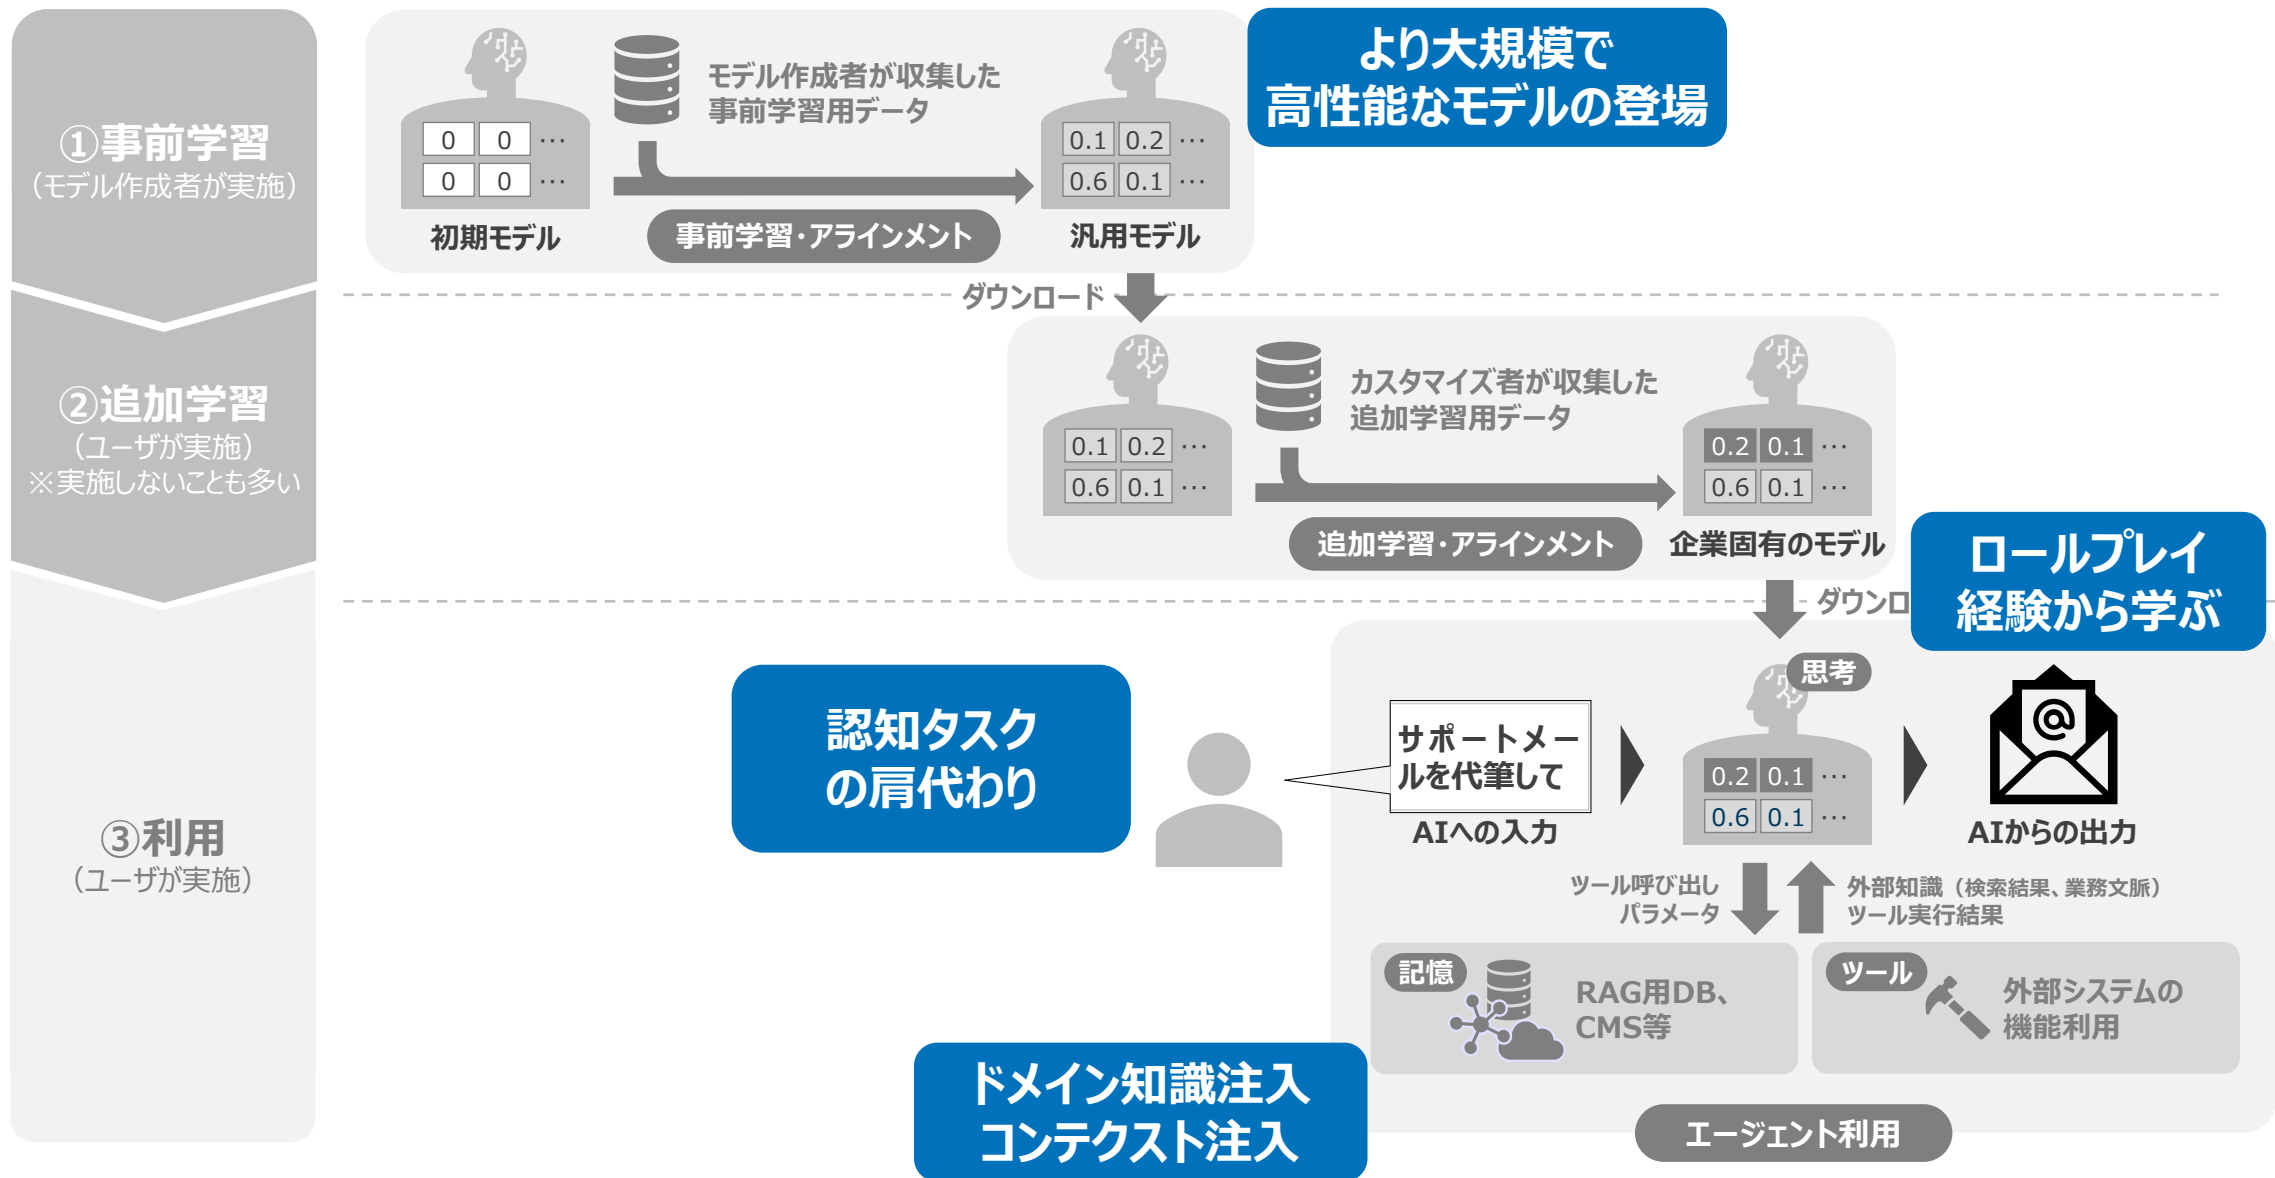 ①事前学習
（モデル作成者が実施）
0 0 …
0 0 …
初期モデル
モデル作成者が収集した
事前学習用データ
事前学習・アラインメント
0.1 0.2 …
0.6 0.1 …
汎用モデル
より大規模で
高性能なモデルの登場
ダウンロード
②追加学習
（ユーザが実施）
※実施しないことも多い
0.1 0.2 …
0.6 0.1 …
カスタマイズ者が収集した
追加学習用データ
追加学習・アラインメント
0.2 0.1 …
0.6 0.1 …
企業固有のモデル
ロールプレイ
経験から学ぶ
ダウンロ
③利用
（ユーザが実施）
認知タスク
の肩代わり
サポートメー
ルを代筆して
AIへの入力
思考
0.2 0.1 …
0.6 0.1 …
@
AIからの出力
ツール呼び出し
パラメータ
外部知識（検索結果、業務文脈）
ツール実行結果
記憶
RAG用DB、
CMS等
ツール
外部システムの
機能利用
ドメイン知識注入
コンテクスト注入
エージェント利用